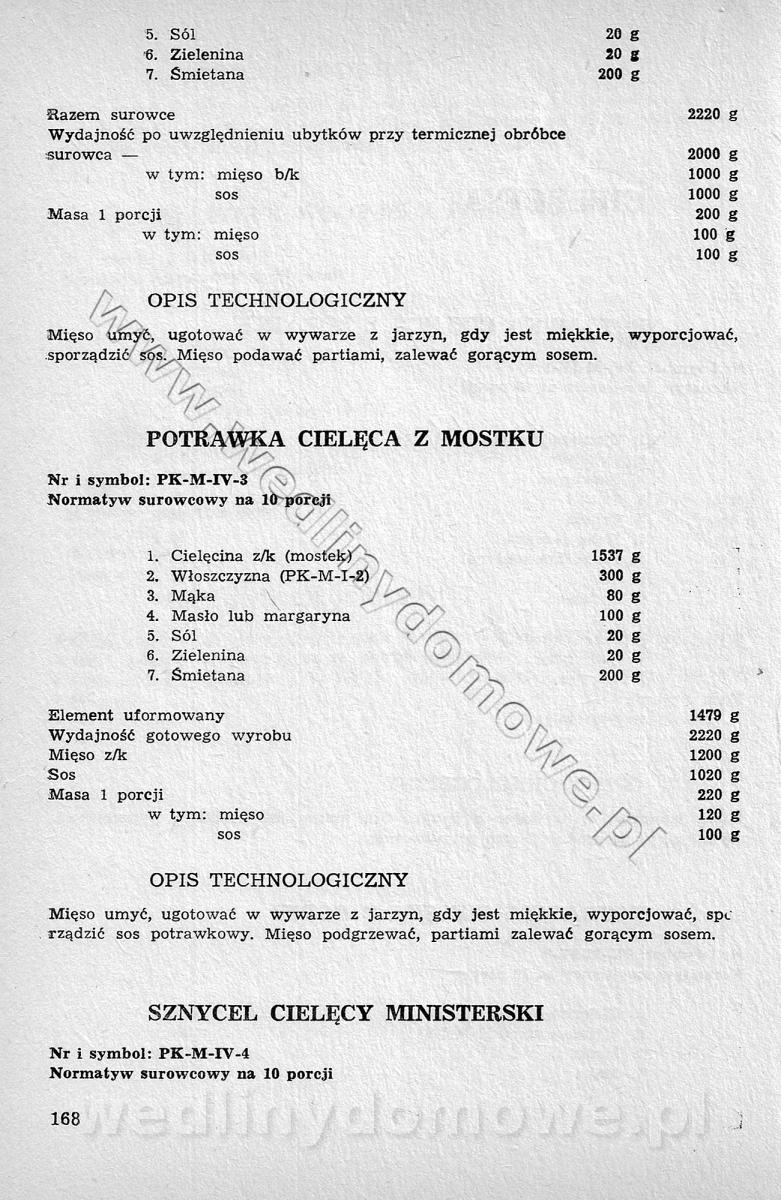 5. Sól 20 g
6. Zielenina 20 g
7. Śmietana 200 g
Razem surowce 2220 g
Wydajność po uwzględnieniu ubytków przy termicznej obróbce
surowca — 2000 g
w tym: mięso b/k 1000 g
sos 1000 g
Masa 1 porcji 200 g
w tym: mięso 100 g
sos 100 g
OPIS TECHNOLOGICZNY
Mięso umyć, ugotować w wywarze z jarzyn, gdy jest miękkie, wyporcjować,
sporządzić sos. Mięso podawać partiami, zalewać gorącym sosem.
POTRAWKA CIELĘCA Z MOSTKU
Nr i symbol: PK-M-IV-3
Normatyw surowcowy na 10 porcji
1. Cielęcina z/k (mostek) 1537 g
2. Włoszczyzna (PK-M-I-2) 300 g
3. Mąka 80 g
4. Masło lub margaryna 100 g
5. Sól 20 g
6. Zielenina 20 g
7. Śmietana 200 g
Element uformowany 1479 g
Wydajność gotowego wyrobu 2220 g
Mięso z/k 1200 g
Sos 1020 g
Masa 1 porcji 220 g
w tym: mięso 120 g
sos 100 g
OPIS TECHNOLOGICZNY
Mięso umyć, ugotować w wywarze z jarzyn, gdy jest miękkie, wyporcjować, spo
rządzić sos potrawkowy. Mięso podgrzewać, partiami zalewać gorącym sosem.
SZNYCEL CIELĘCY MINISTERSKI
Nr i symbol: PK-M-IV-4
Normatyw surowcowy na 10 porcji
168
www.wedlinydomowe.pl
wedlinydomowe.pl